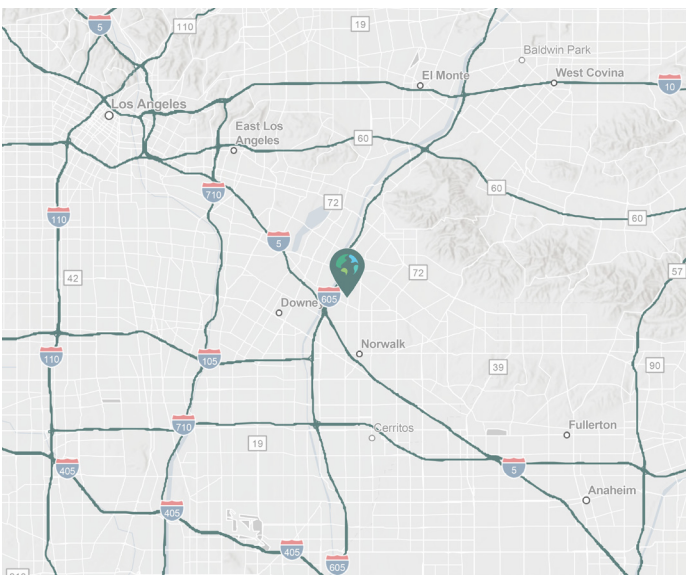 5
110
19
Baldwin Park
El Monte
West Covina
10
Los Angeles
East Los
Angeles
60
710
60
72
110
60
5
72
57
42
605
Downe
Norwalk
110
105
39
90
710
Cerritos
Fullerton
19
405
5
Anaheim
405
405
605